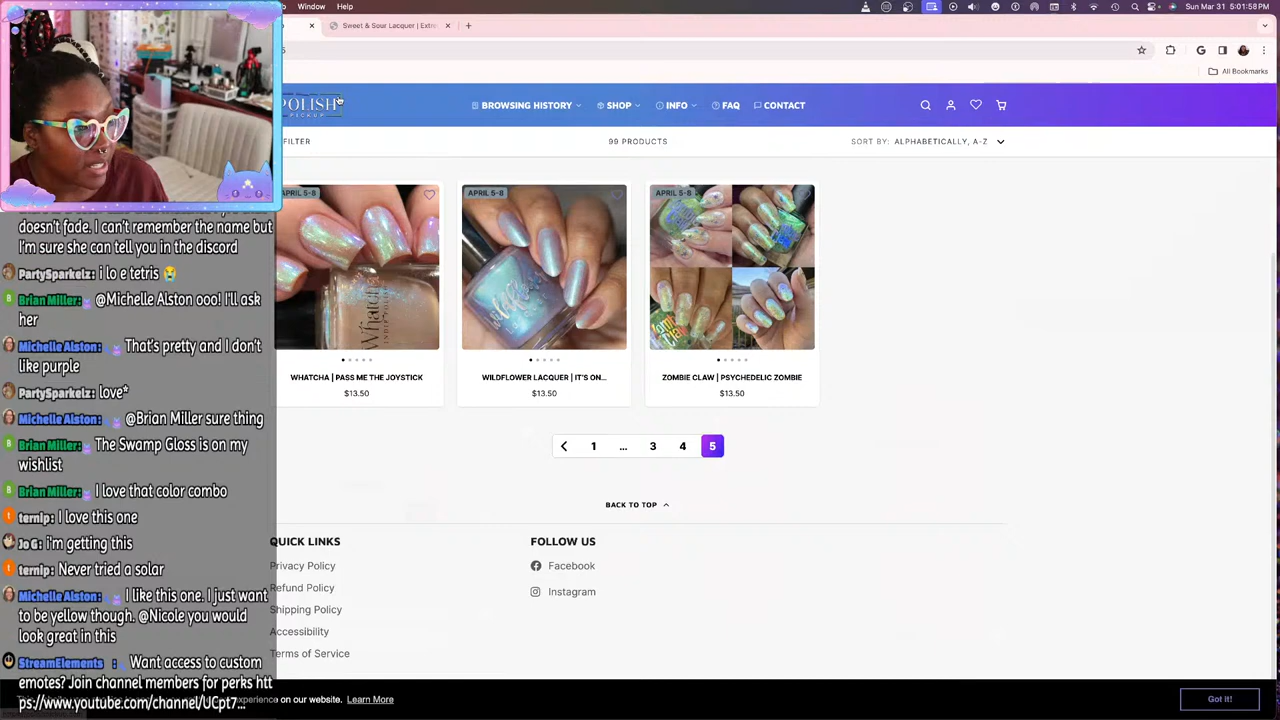 Sun Mar 31 5:01:58
Sweet & Sour Lacquer | Extre
All Bookmarks
POLISH
PICKUP
BROWSING HISTORY
SHOP
INFO
FAQ
CONTACT
FILTER
99 PRODUCTS
SORT BY: ALPHABETICALLY, A-Z
APRIL 5-8
APRIL 5-8
APRIL 5-8
WHATCHA | PASS ME THE JOYSTICK
$13.50
WILDFLOWER LACQUER | IT'S ON...
$13.50
ZOMBIE CLAW | PSYCHEDELIC ZOMBIE
$13.50
1
...
3
4
5
BACK TO TOP
QUICK LINKS
Privacy Policy
Refund Policy
Shipping Policy
Accessibility
Terms of Service
FOLLOW US
Facebook
Instagram
experience on our website. Learn More
Got it!
doesn't fade. I can't remember the name but
I'm sure she can tell you in the discord
PartySparkelz: i lo e tetris 😭
Brian Miller: @Michelle Alston ooo! I'll ask
her
Michelle Alston: That's pretty and I don't
like purple
PartySparkelz: love*
Michelle Alston: @Brian Miller sure thing
Brian Miller: The Swamp Gloss is on my
wishlist
Brian Miller: I love that color combo
ternip: I love this one
Jo G: i'm getting this
ternip: Never tried a solar
Michelle Alston: I like this one. I just want
to be yellow though. @Nicole you would
look great in this
StreamElements : Want access to custom
emotes? Join channel members for perks htt
ps://www.youtube.com/channel/UCpt7...